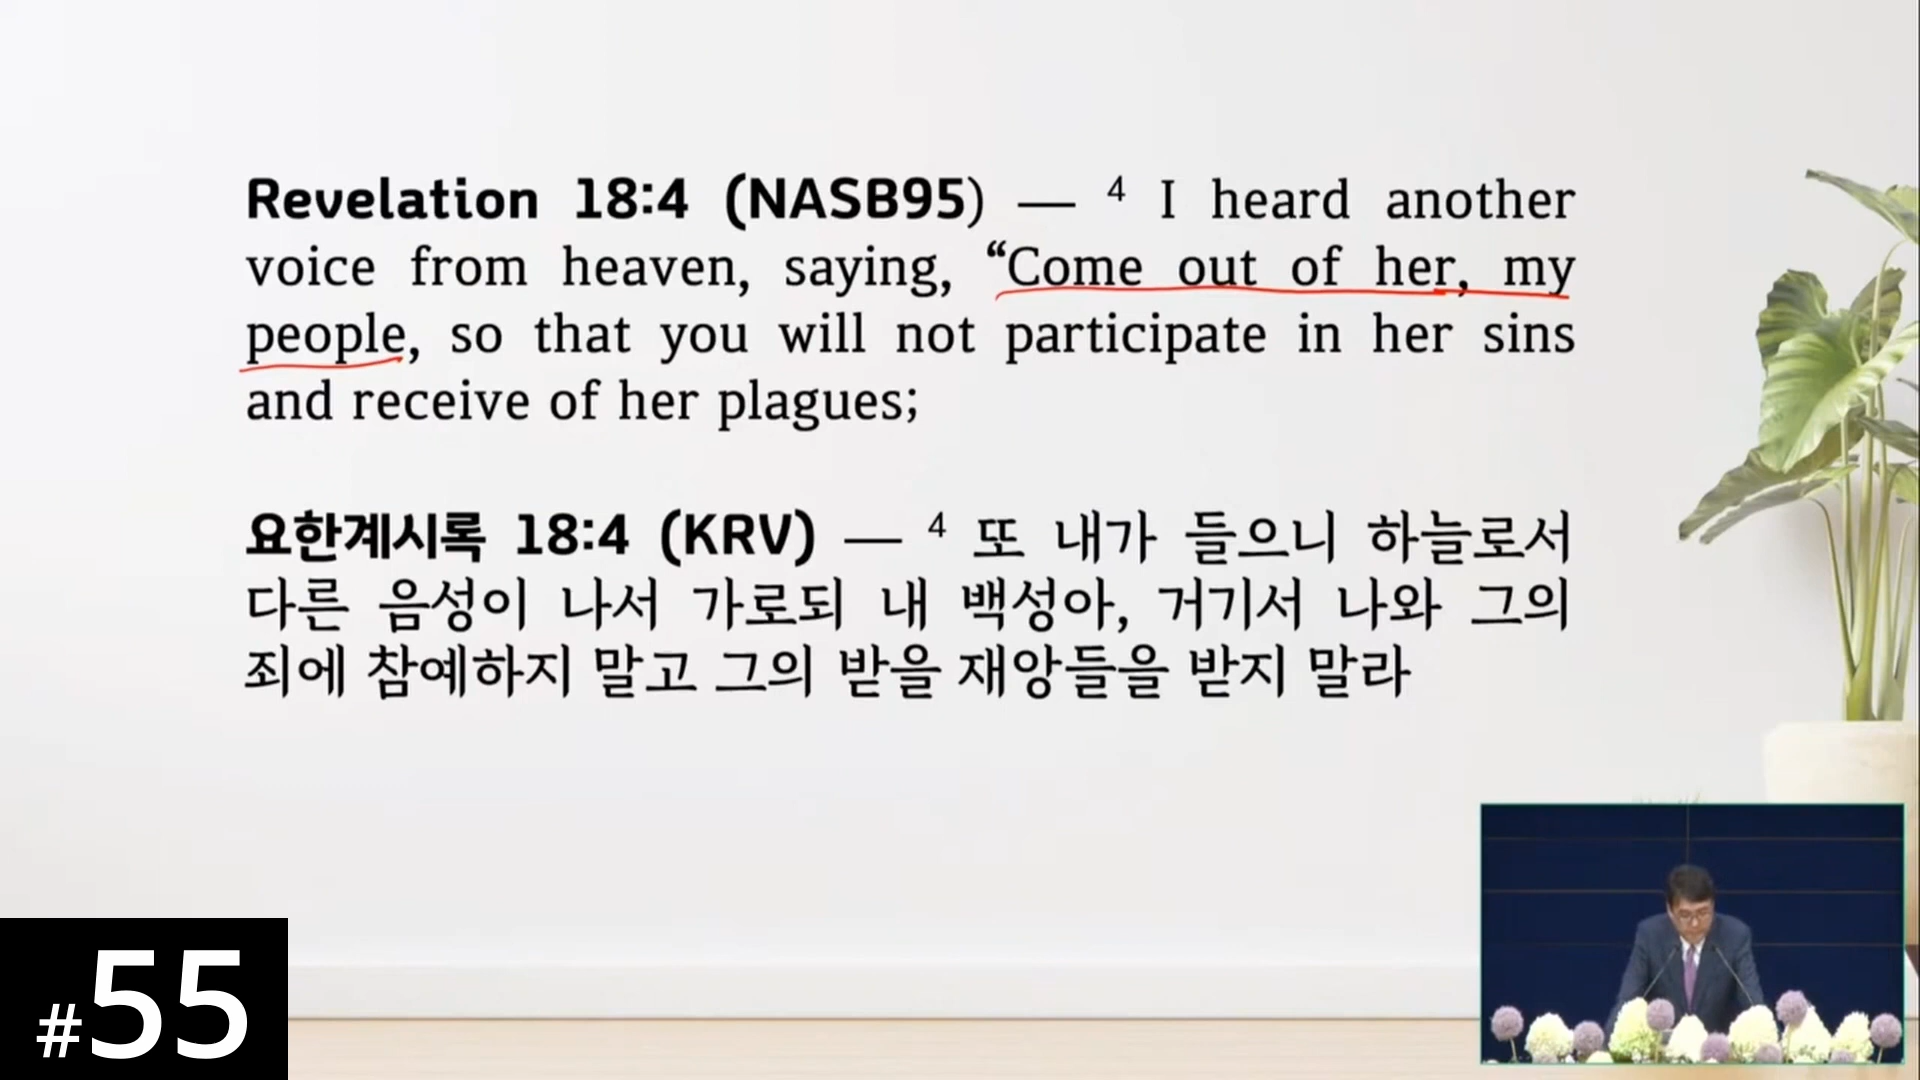 Revelation 18:4 (NASB95) — ⁴ I heard another
voice from heaven, saying, “Come out of her, my
people, so that you will not participate in her sins
and receive of her plagues;
요한계시록 18:4 (KRV) — ⁴ 또 내가 들으니 하늘로서
다른 음성이 나서 가로되 내 백성아, 거기서 나와 그의
죄에 참예하지 말고 그의 받을 재앙들을 받지 말라
#55